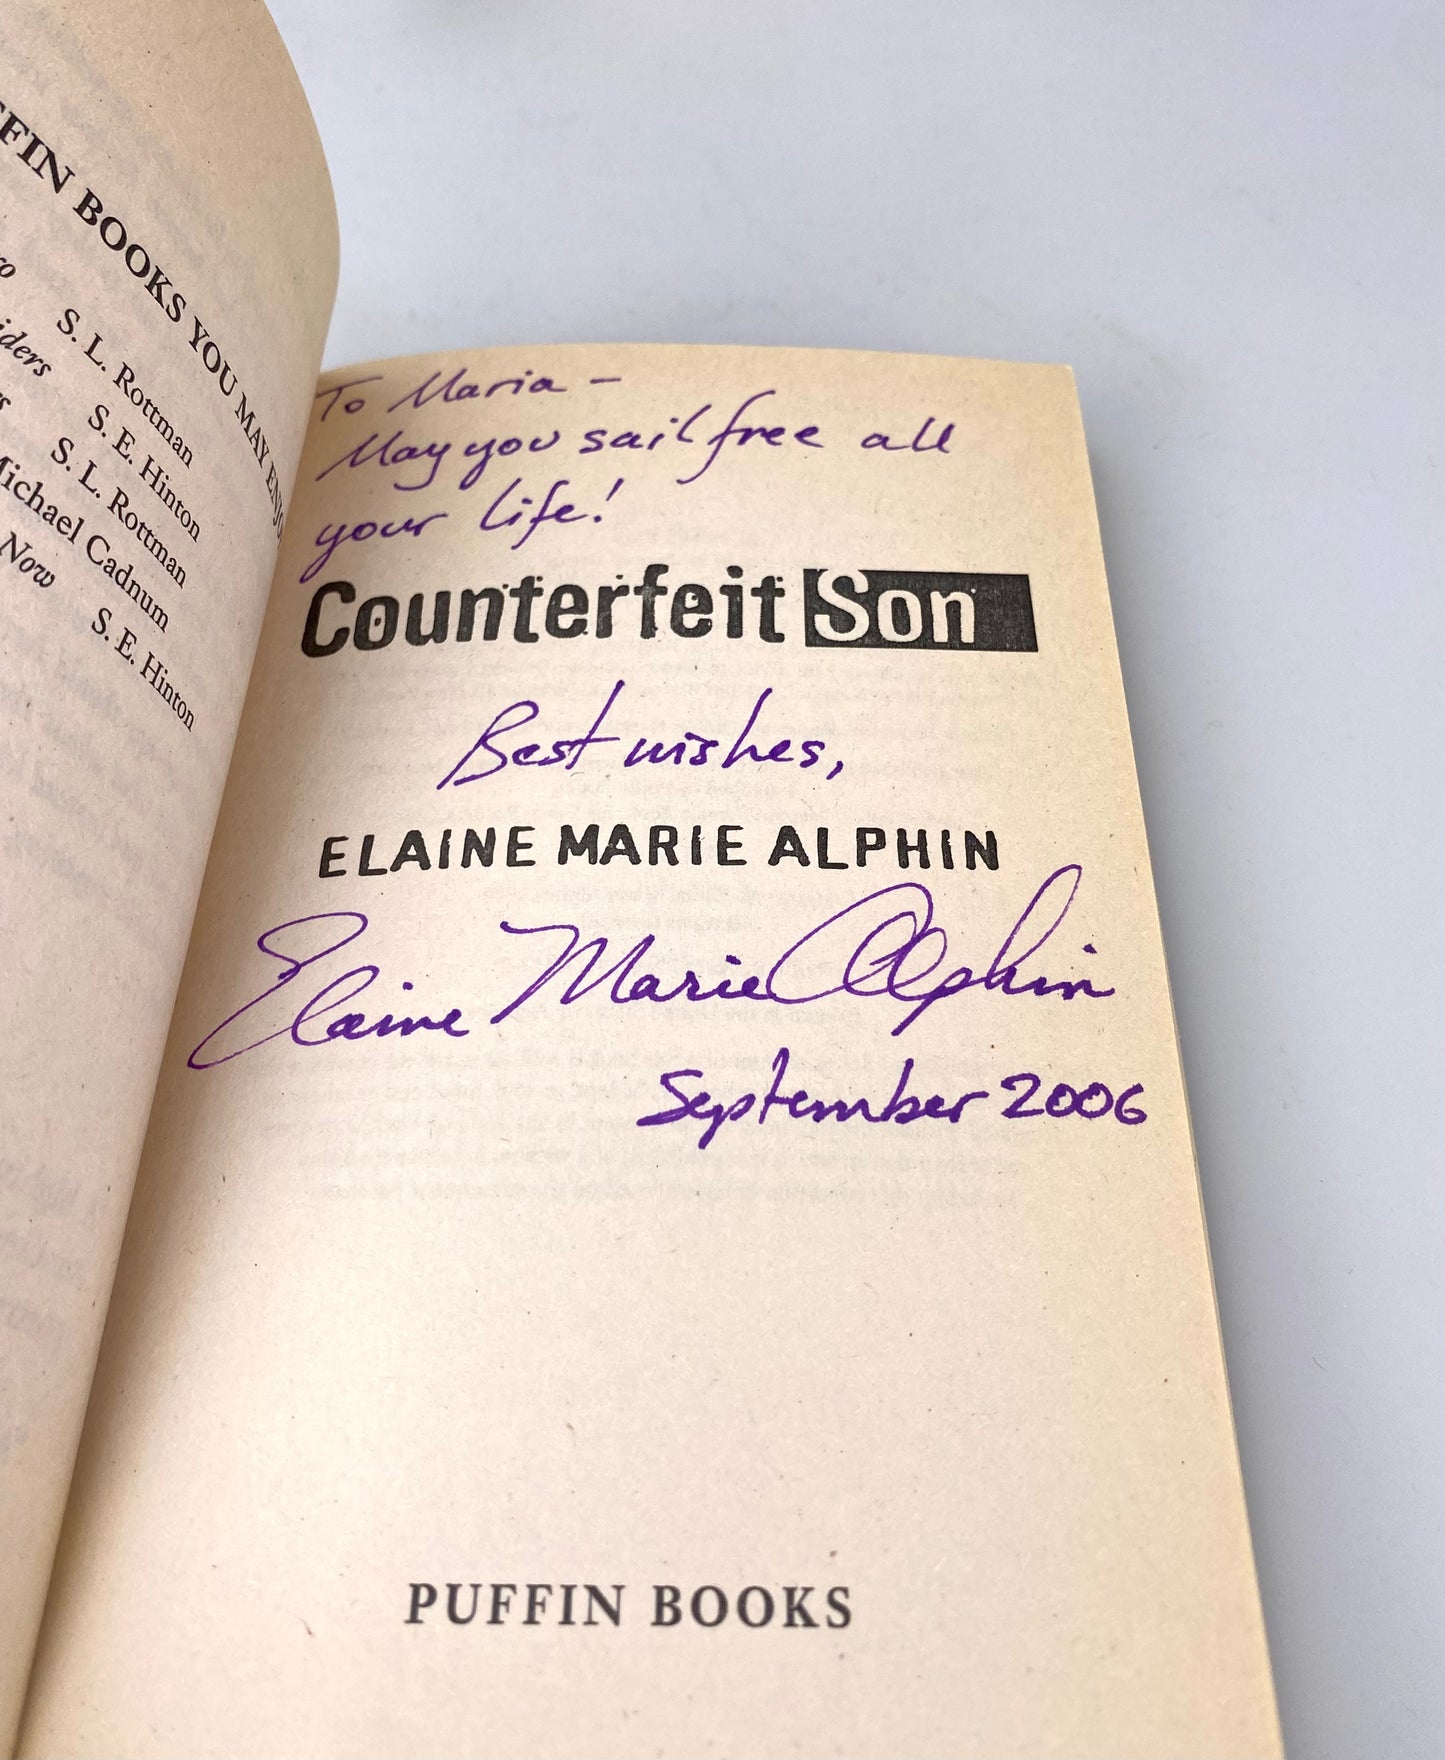 FFIN BOOKS YOU MAY ENJO
S. L. Rottman
iders S. E. Hinton
S. L. Rottman
Michael Cadnum
Now S. E. Hinton
To Maria –
May you sail free all
your life!
Counterfeit Son
Best wishes,
ELAINE MARIE ALPHIN
Elaine Marie Alphin
September 2006
PUFFIN BOOKS